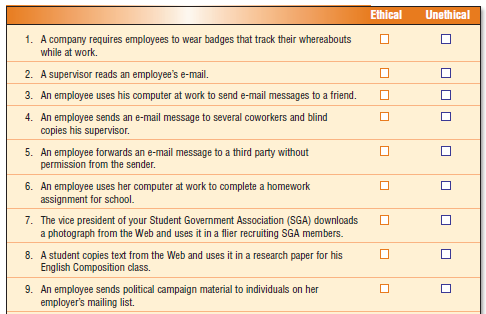 Ethical Unethical
1. A company requires employees to wear badges that track their whereabouts
while at work.
2. A supervisor reads an employee's e-mail.
3. An employee uses his computer at work to send e-mail messages to a friend.
4. An employee sends an e-mail message to several coworkers and blind
copies his supervisor.
5. An employee forwards an e-mail message to a third party without
permission from the sender.
6. An employee uses her computer at work to complete a homework
assignment for school.
7. The vice president of your Student Government Association (SGA) downloads
a photograph from the Web and uses it in a flier recruiting SGA members.
8. A student copies text from the Web and uses it in a research paper for his
English Composition class.
9. An employee sends political campaign material to individuals on her
employer's mailing list.